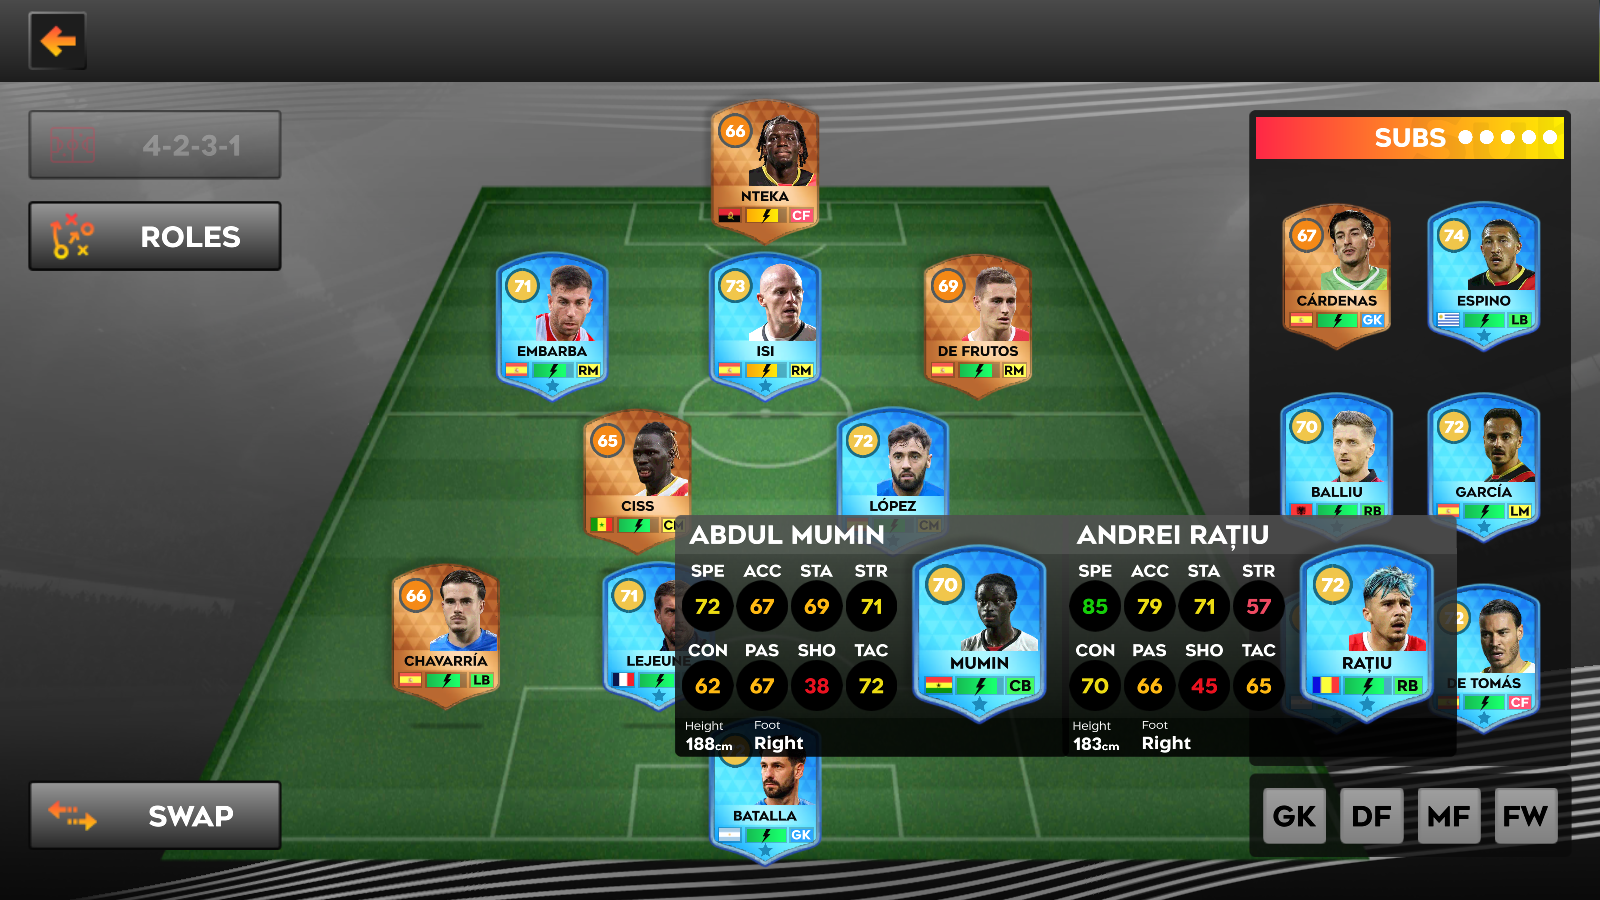 4-2-3-1
ROLES
SWAP
66
NTEKA
CF
71
EMBARBA
RM
73
ISI
RM
69
DE FRUTOS
RM
65
CISS
CM
72
LÓPEZ
CM
66
CHAVARRÍA
LB
71
LEJEUNE
BATALLA
GK
ABDUL MUMIN
SPE ACC STA STR
72 67 69 71
CON PAS SHO TAC
62 67 38 72
Height Foot
188cm Right
70
MUMIN
CB
ANDREI RAȚIU
SPE ACC STA STR
85 79 71 57
CON PAS SHO TAC
70 66 45 65
Height Foot
183cm Right
72
RAȚIU
RB
SUBS
67
CÁRDENAS
GK
74
ESPINO
LB
70
BALLIU
RB
72
GARCÍA
LM
DE TOMÁS
CF
GK DF MF FW